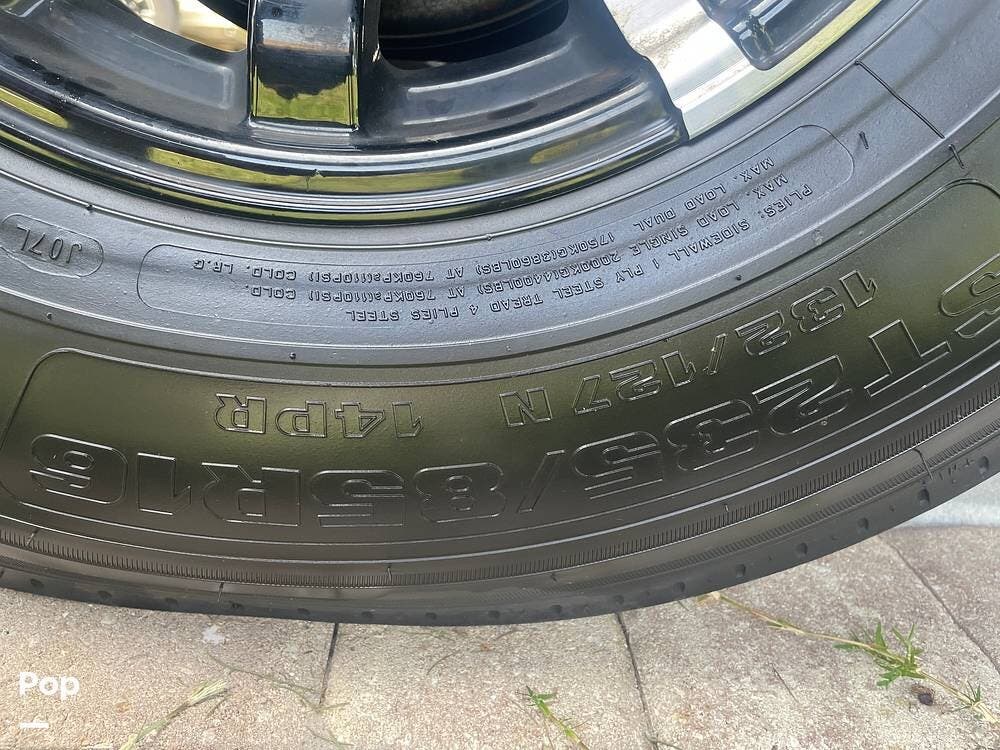 ST235/85R16
132/127N 14PR
PLIES: SIDEWALL 1 PLY STEEL TREAD 4 PLIES STEEL
MAX. LOAD SINGLE 2000KG(4400LBS) AT 760KPa(110PSI) COLD.
MAX. LOAD DUAL 1750KG(3860LBS) AT 760KPa(110PSI) COLD. LR.G
J07L
Pop